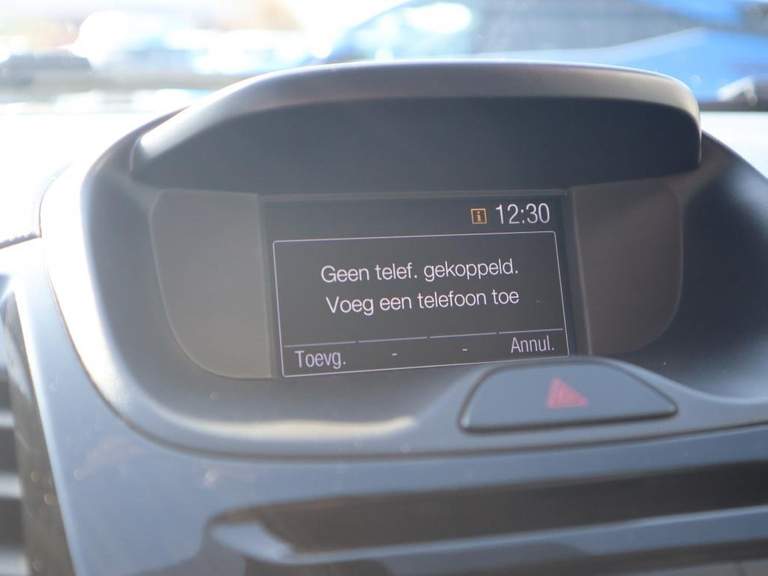 12:30
Geen telef. gekoppeld.
Voeg een telefoon toe
Toevg. - - Annul.